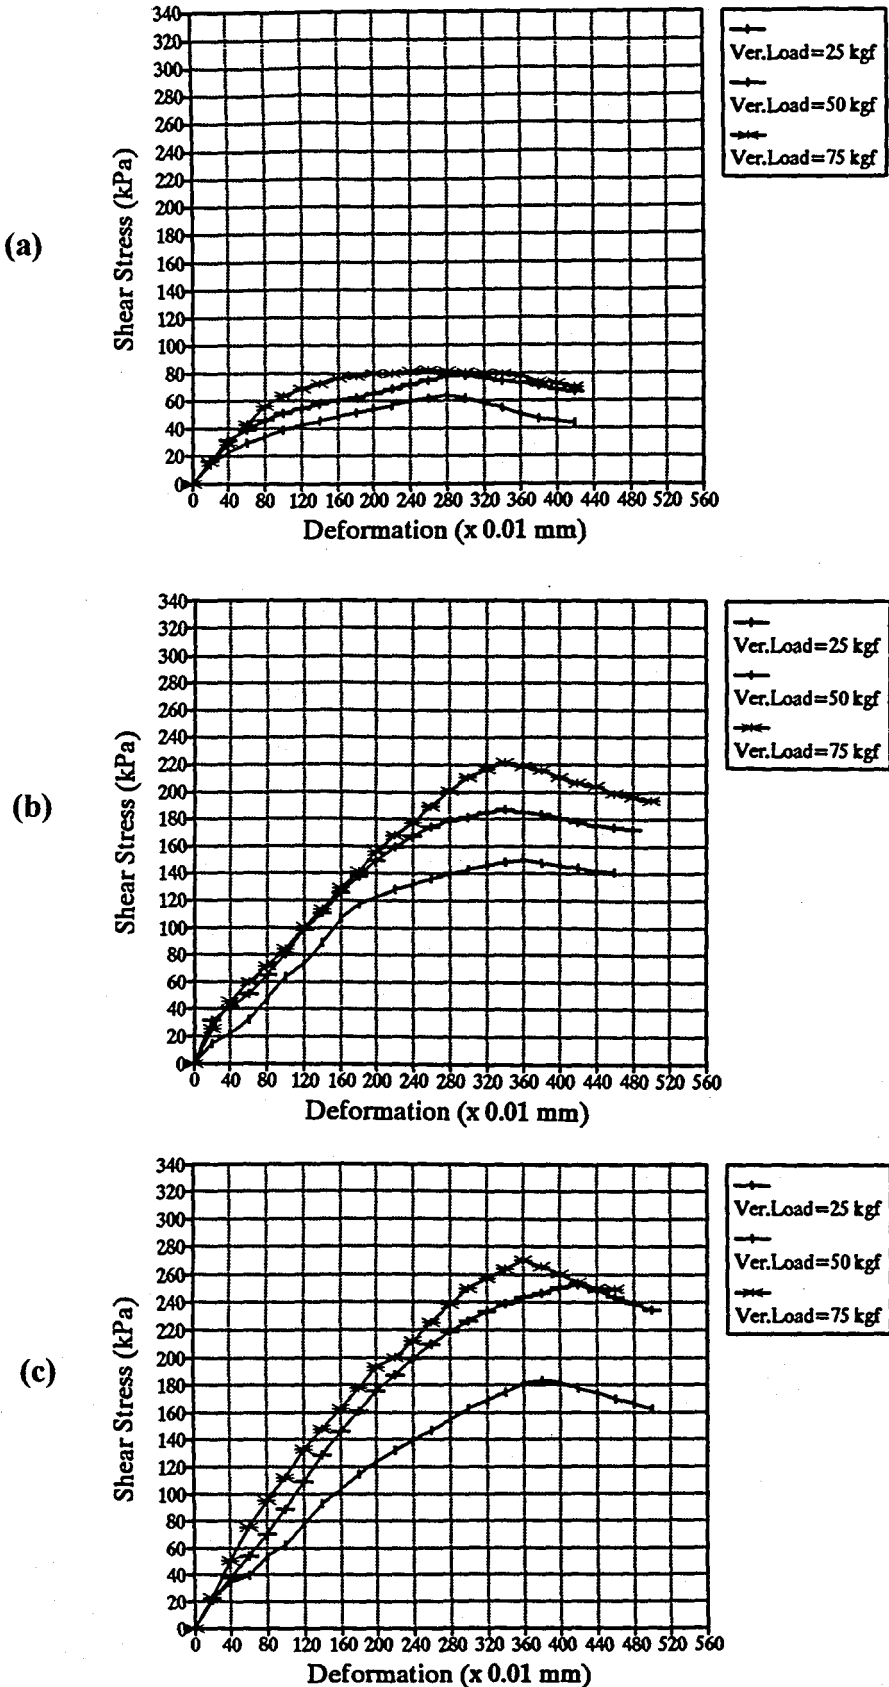 (a)
Shear Stress (kPa)
340
320
300
280
260
240
220
200
180
160
140
120
100
80
60
40
20
0
0 40 80 120 160 200 240 280 320 360 400 440 480 520 560
Deformation (x 0.01 mm)
Ver.Load=25 kgf
Ver.Load=50 kgf
Ver.Load=75 kgf
(b)
Shear Stress (kPa)
340
320
300
280
260
240
220
200
180
160
140
120
100
80
60
40
20
0
0 40 80 120 160 200 240 280 320 360 400 440 480 520 560
Deformation (x 0.01 mm)
Ver.Load=25 kgf
Ver.Load=50 kgf
Ver.Load=75 kgf
(c)
Shear Stress (kPa)
340
320
300
280
260
240
220
200
180
160
140
120
100
80
60
40
20
0
0 40 80 120 160 200 240 280 320 360 400 440 480 520 560
Deformation (x 0.01 mm)
Ver.Load=25 kgf
Ver.Load=50 kgf
Ver.Load=75 kgf